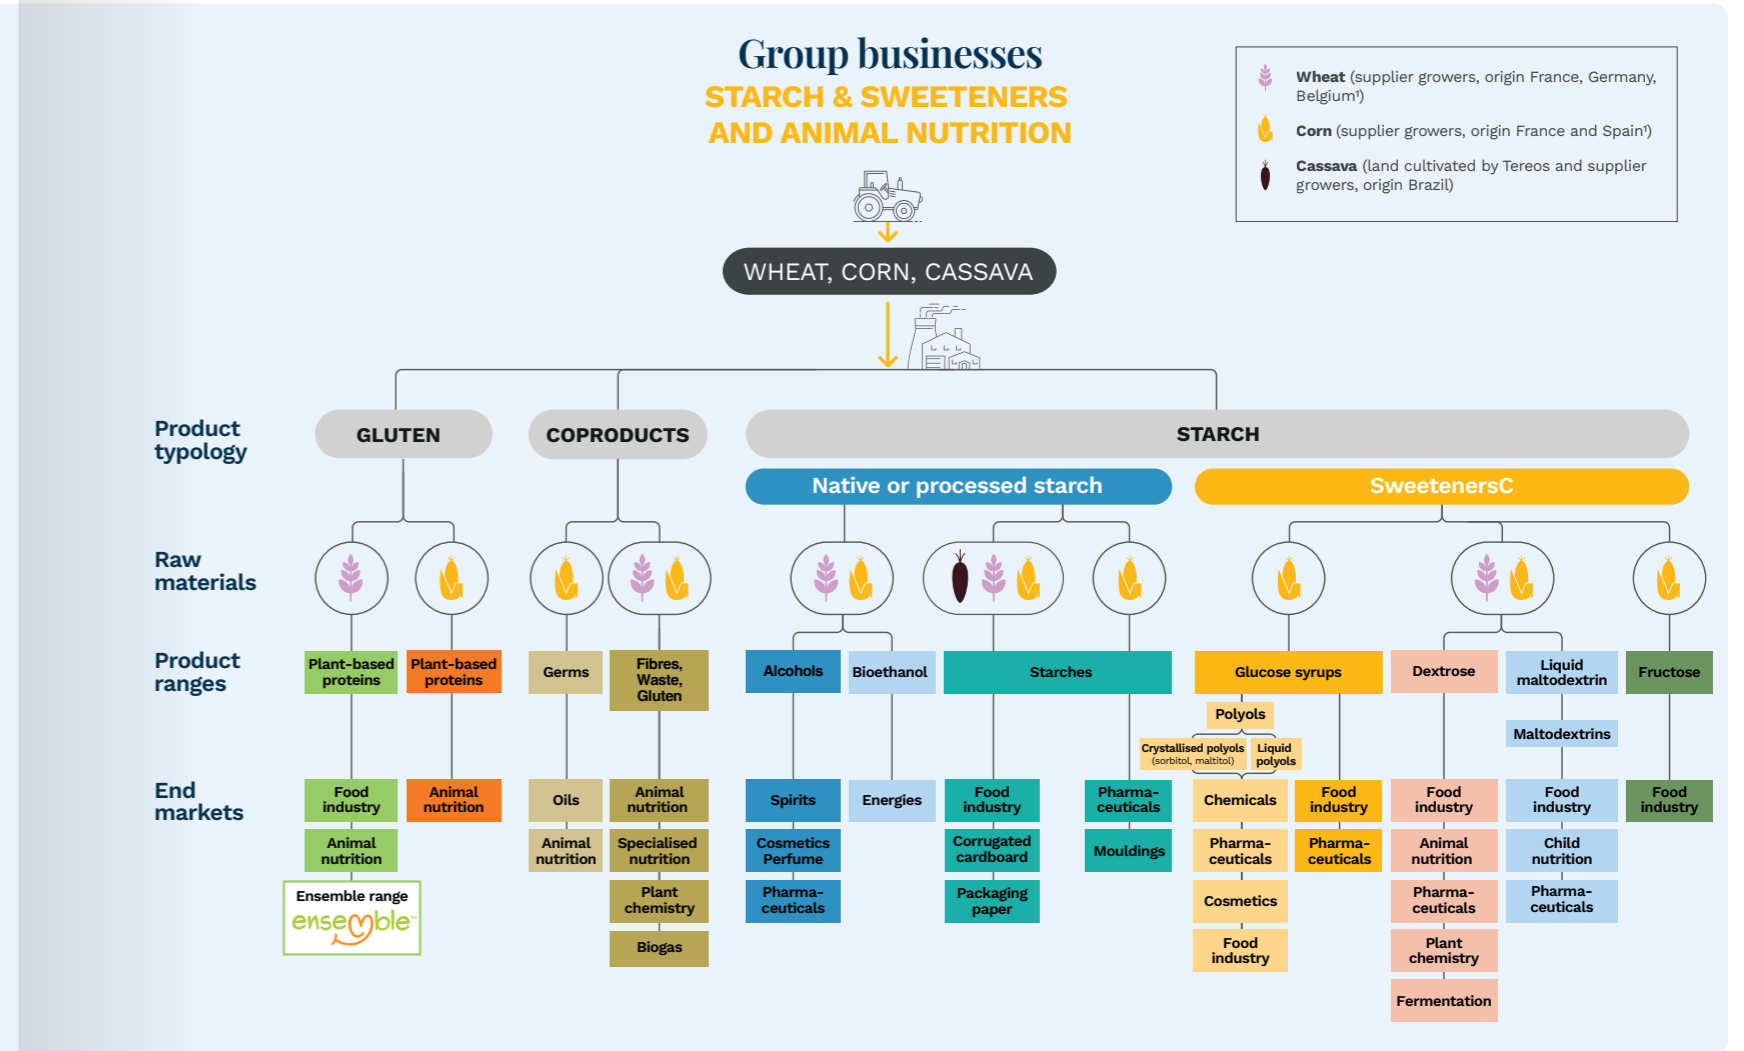 Group businesses
STARCH & SWEETENERS
AND ANIMAL NUTRITION
Wheat (supplier growers, origin France, Germany,
Belgium¹)
Corn (supplier growers, origin France and Spain¹)
Cassava (land cultivated by Tereos and supplier
growers, origin Brazil)
WHEAT, CORN, CASSAVA
Product
typology
GLUTEN
COPRODUCTS
STARCH
Native or processed starch
SweetenersC
Raw
materials
Product
ranges
Plant-based
proteins
Plant-based
proteins
Germs
Fibres,
Waste,
Gluten
Alcohols
Bioethanol
Starches
Glucose syrups
Dextrose
Liquid
maltodextrin
Fructose
Polyols
Crystallised polyols
(sorbitol, maltitol)
Liquid
polyols
Maltodextrins
End
markets
Food
industry
Animal
nutrition
Ensemble range
ensemble™
Animal
nutrition
Oils
Animal
nutrition
Animal
nutrition
Specialised
nutrition
Plant
chemistry
Biogas
Spirits
Cosmetics
Perfume
Pharma-
ceuticals
Energies
Food
industry
Corrugated
cardboard
Packaging
paper
Pharma-
ceuticals
Mouldings
Chemicals
Pharma-
ceuticals
Cosmetics
Food
industry
Food
industry
Pharma-
ceuticals
Food
industry
Animal
nutrition
Pharma-
ceuticals
Plant
chemistry
Fermentation
Food
industry
Child
nutrition
Pharma-
ceuticals
Food
industry